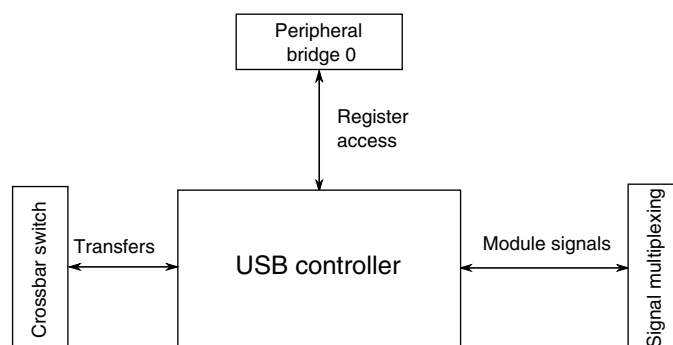 Peripheral
bridge 0
Register
access
Crossbar switch
Transfers
USB controller
Module signals
Signal multiplexing